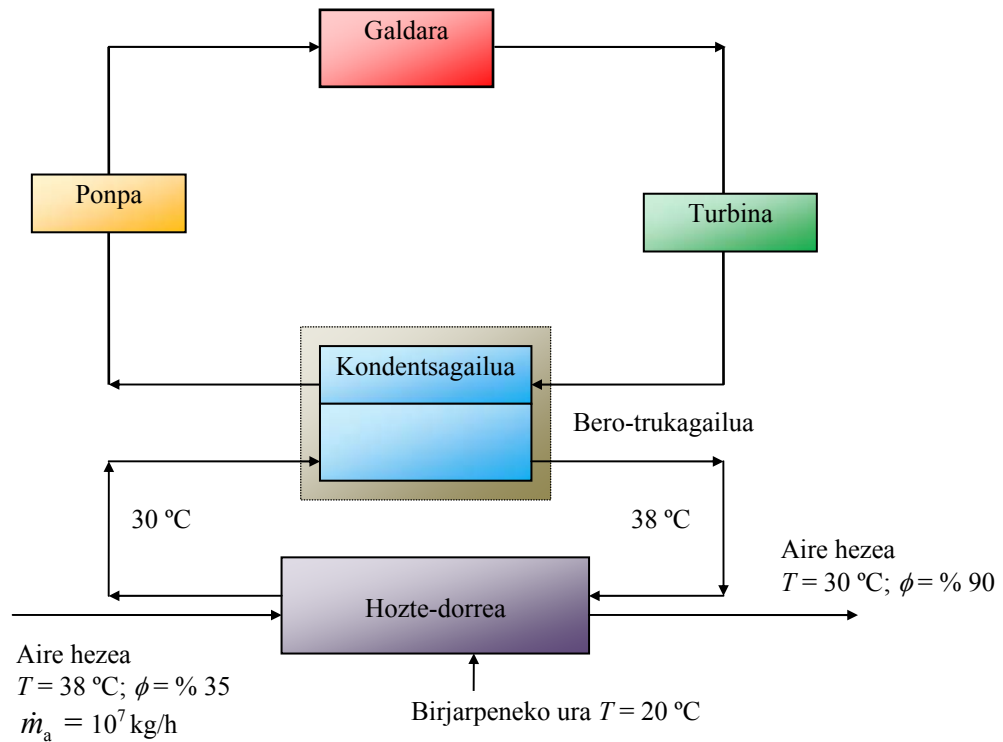 Galdara
Ponpa
Turbina
Kondentsagailua
Bero-trukagailua
30 ºC
38 ºC
Aire hezea
T = 30 ºC; ϕ = % 90
Hozte-dorrea
Aire hezea
T = 38 ºC; ϕ = % 35
ṁa = 10⁷ kg/h
Birjarpeneko ura T = 20 ºC